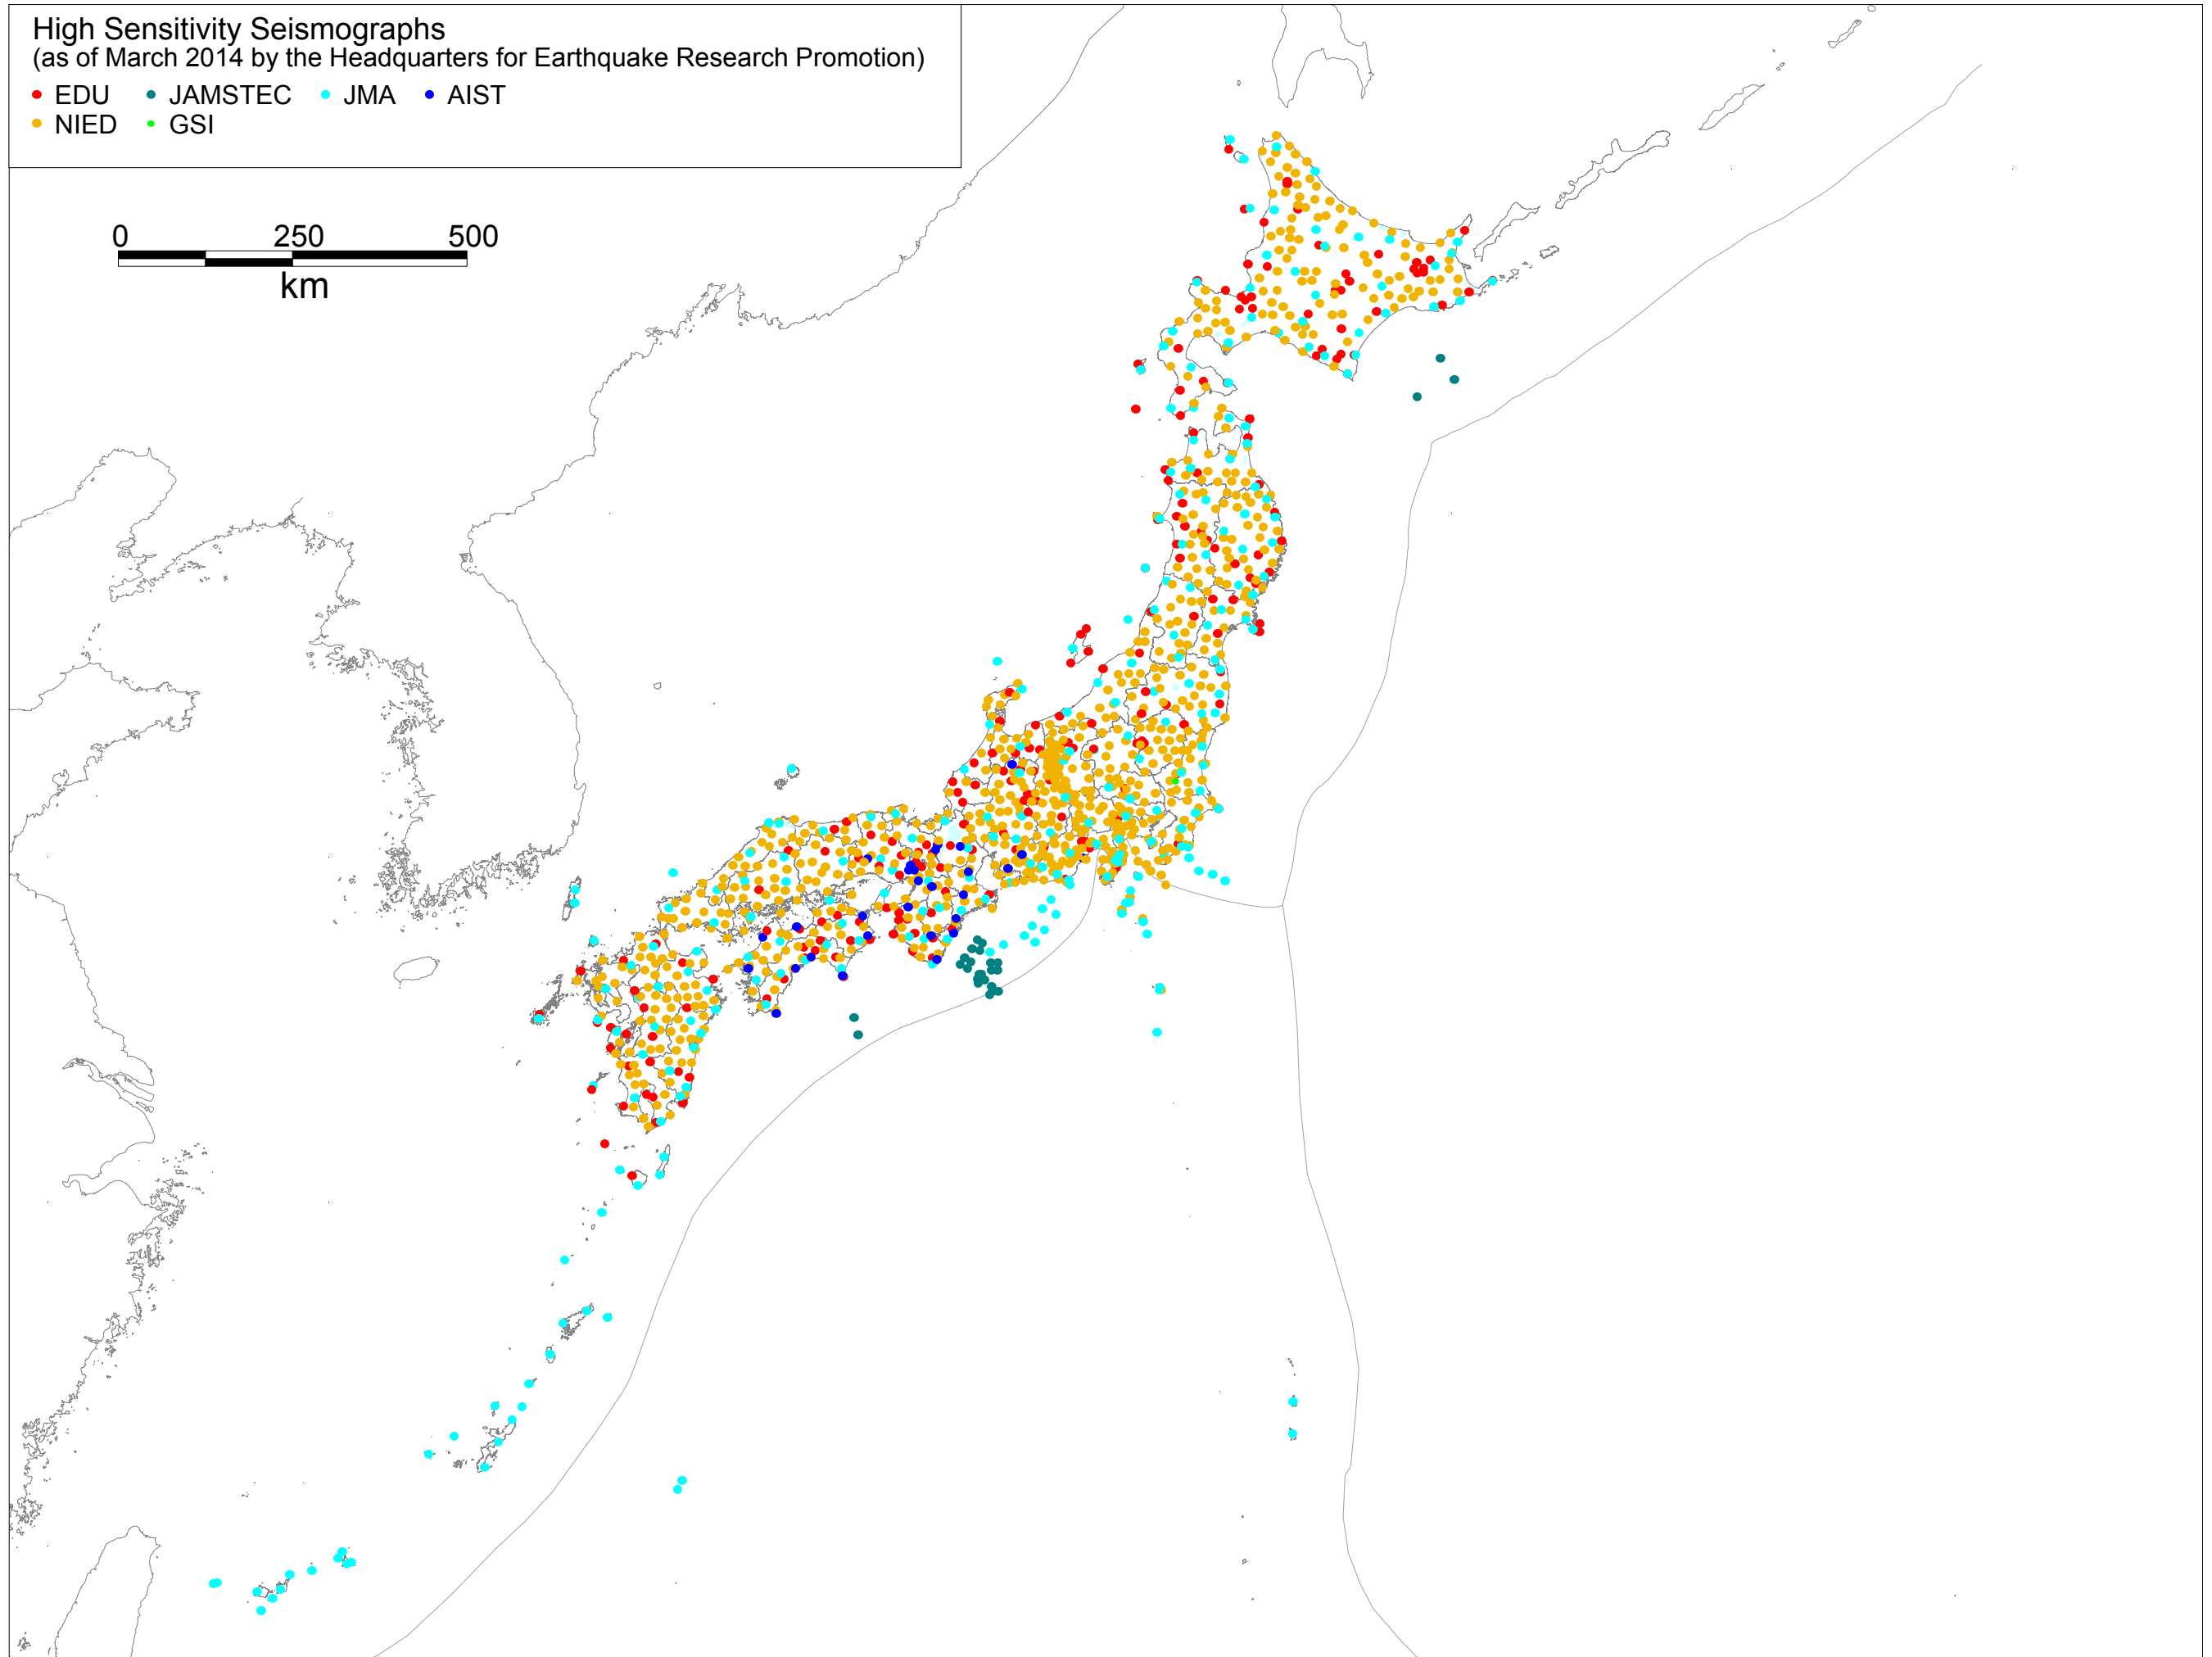 High Sensitivity Seismographs
(as of March 2014 by the Headquarters for Earthquake Research Promotion)
EDU JAMSTEC JMA AIST
NIED GSI
0 250 500
km